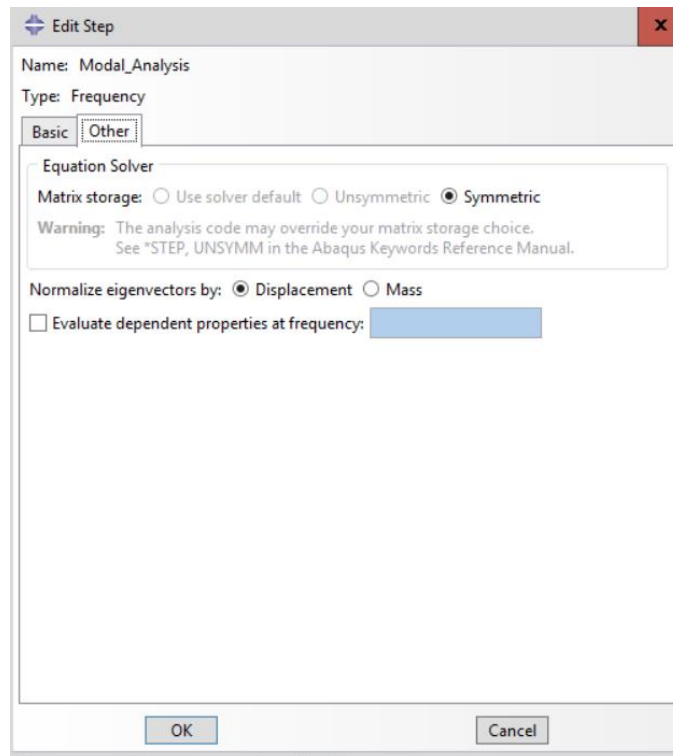 Edit Step
X
Name: Modal_Analysis
Type: Frequency
Basic Other
Equation Solver
Matrix storage: Use solver default Unsymmetric Symmetric
Warning: The analysis code may override your matrix storage choice.
See *STEP, UNSYMM in the Abaqus Keywords Reference Manual.
Normalize eigenvectors by: Displacement Mass
Evaluate dependent properties at frequency:
OK Cancel